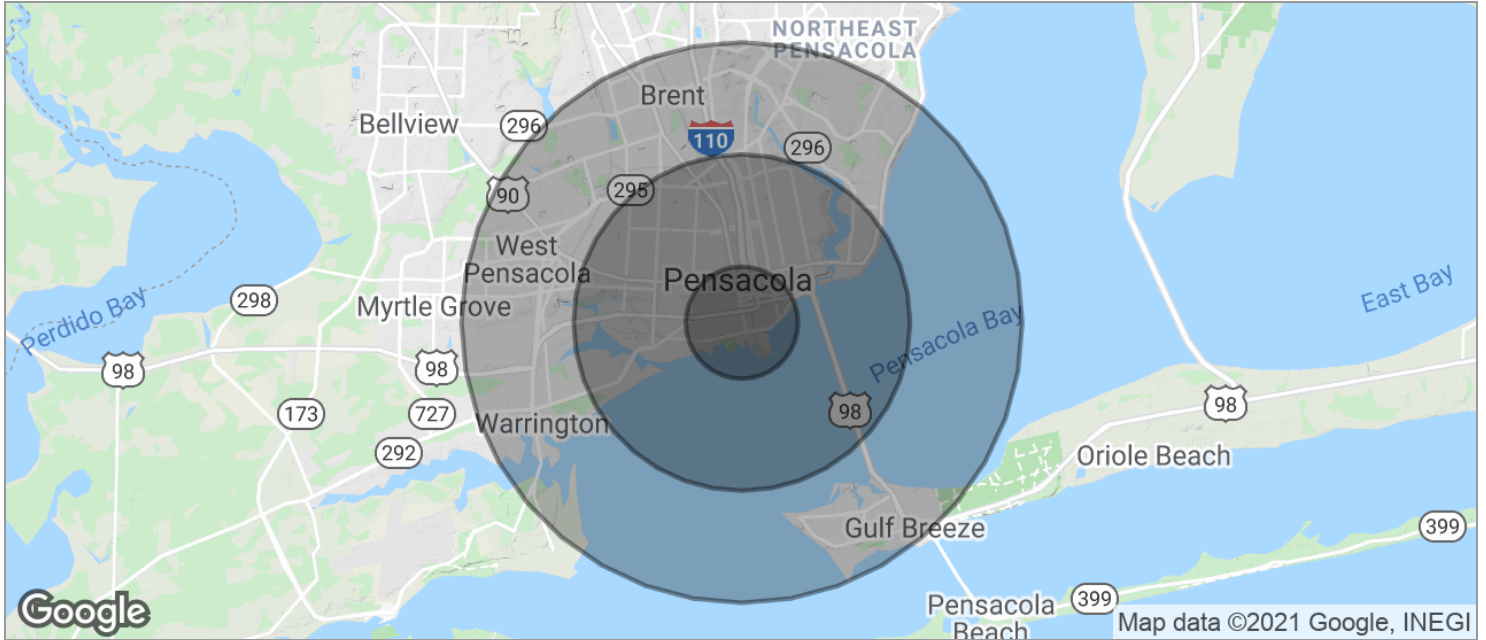 NORTHEAST
PENSACOLA
Brent
Bellview
296
110
296
90
295
West
Pensacola
Pensacola
Myrtle Grove
298
Perdido Bay
East Bay
Pensacola Bay
98
98
98
98
173
727
Warrington
292
Oriole Beach
Gulf Breeze
399
Pensacola
Beach
399
Google
Map data ©2021 Google, INEGI